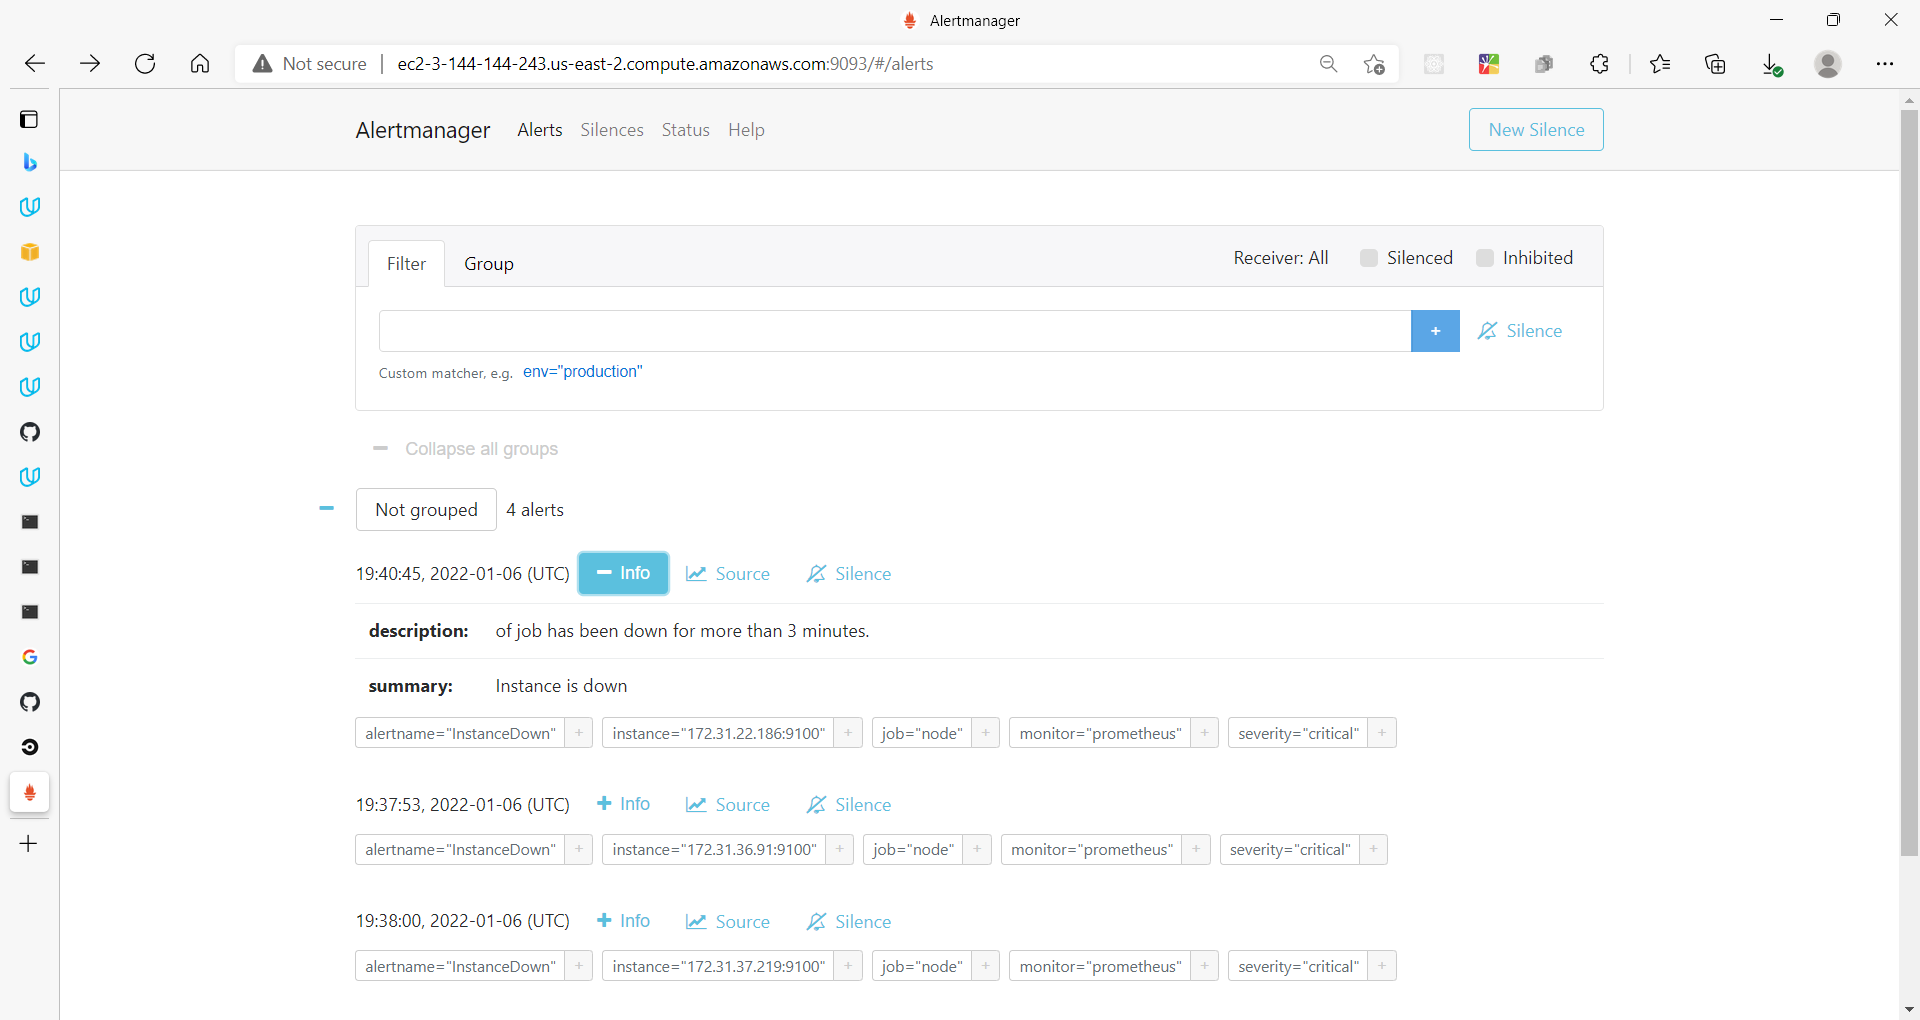 Alertmanager
Not secure | ec2-3-144-144-243.us-east-2.compute.amazonaws.com:9093/#/alerts
Alertmanager Alerts Silences Status Help New Silence
Filter Group Receiver: All Silenced Inhibited
+ Silence
Custom matcher, e.g. env="production"
Collapse all groups
Not grouped 4 alerts
19:40:45, 2022-01-06 (UTC) Info Source Silence
description: of job has been down for more than 3 minutes.
summary: Instance is down
alertname="InstanceDown" + instance="172.31.22.186:9100" + job="node" + monitor="prometheus" + severity="critical" +
19:37:53, 2022-01-06 (UTC) + Info Source Silence
alertname="InstanceDown" + instance="172.31.36.91:9100" + job="node" + monitor="prometheus" + severity="critical" +
19:38:00, 2022-01-06 (UTC) + Info Source Silence
alertname="InstanceDown" + instance="172.31.37.219:9100" + job="node" + monitor="prometheus" + severity="critical" +